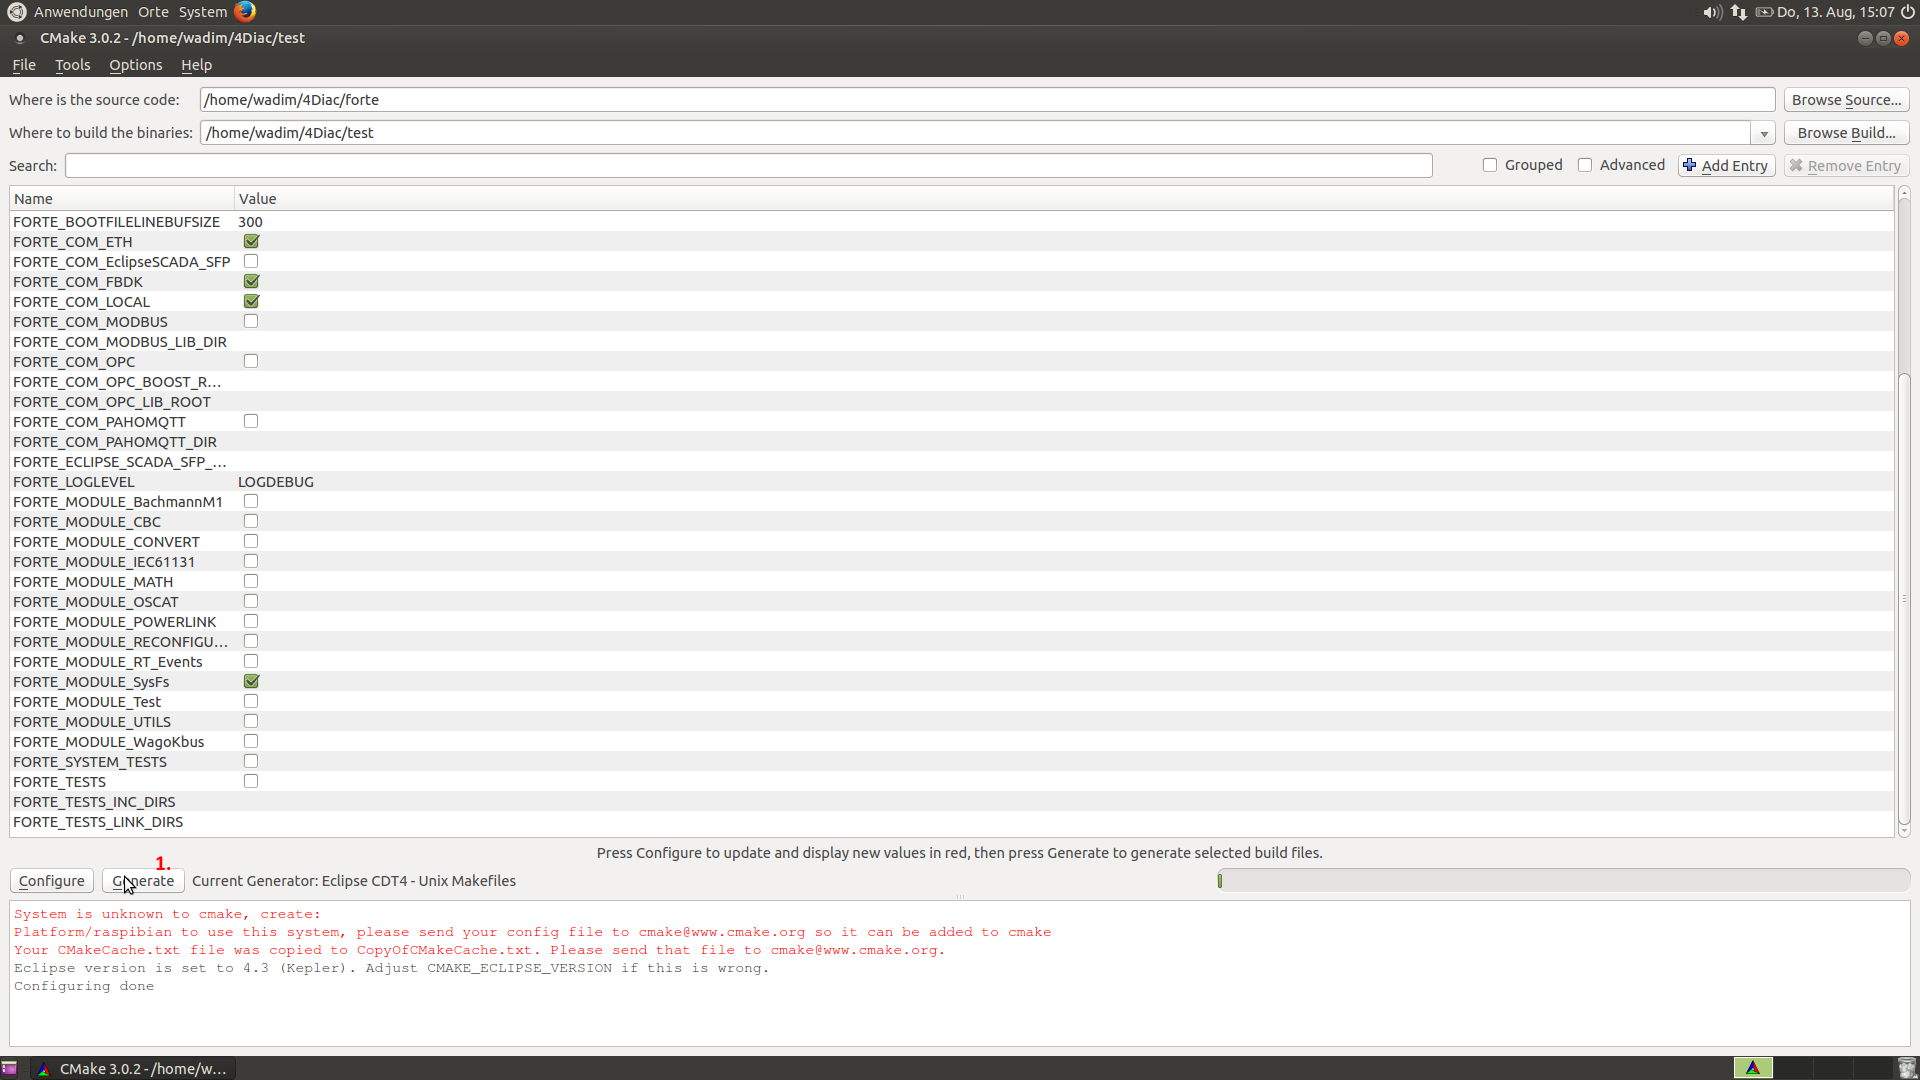 Anwendungen Orte System Do, 13. Aug, 15:07
CMake 3.0.2 - /home/wadim/4Diac/test
File Tools Options Help
Where is the source code: /home/wadim/4Diac/forte Browse Source...
Where to build the binaries: /home/wadim/4Diac/test Browse Build...
Search: Grouped Advanced Add Entry Remove Entry
Name Value
FORTE_BOOTFILELINEBUFSIZE 300
FORTE_COM_ETH
FORTE_COM_EclipseSCADA_SFP
FORTE_COM_FBDK
FORTE_COM_LOCAL
FORTE_COM_MODBUS
FORTE_COM_MODBUS_LIB_DIR
FORTE_COM_OPC
FORTE_COM_OPC_BOOST_R...
FORTE_COM_OPC_LIB_ROOT
FORTE_COM_PAHOMQTT
FORTE_COM_PAHOMQTT_DIR
FORTE_ECLIPSE_SCADA_SFP_...
FORTE_LOGLEVEL LOGDEBUG
FORTE_MODULE_BachmannM1
FORTE_MODULE_CBC
FORTE_MODULE_CONVERT
FORTE_MODULE_IEC61131
FORTE_MODULE_MATH
FORTE_MODULE_OSCAT
FORTE_MODULE_POWERLINK
FORTE_MODULE_RECONFIGU...
FORTE_MODULE_RT_Events
FORTE_MODULE_SysFs
FORTE_MODULE_Test
FORTE_MODULE_UTILS
FORTE_MODULE_WagoKbus
FORTE_SYSTEM_TESTS
FORTE_TESTS
FORTE_TESTS_INC_DIRS
FORTE_TESTS_LINK_DIRS
Press Configure to update and display new values in red, then press Generate to generate selected build files.
1.
Configure Generate Current Generator: Eclipse CDT4 - Unix Makefiles
System is unknown to cmake, create:
Platform/raspibian to use this system, please send your config file to cmake@www.cmake.org so it can be added to cmake
Your CMakeCache.txt file was copied to CopyOfCMakeCache.txt. Please send that file to cmake@www.cmake.org.
Eclipse version is set to 4.3 (Kepler). Adjust CMAKE_ECLIPSE_VERSION if this is wrong.
Configuring done
CMake 3.0.2 - /home/w...